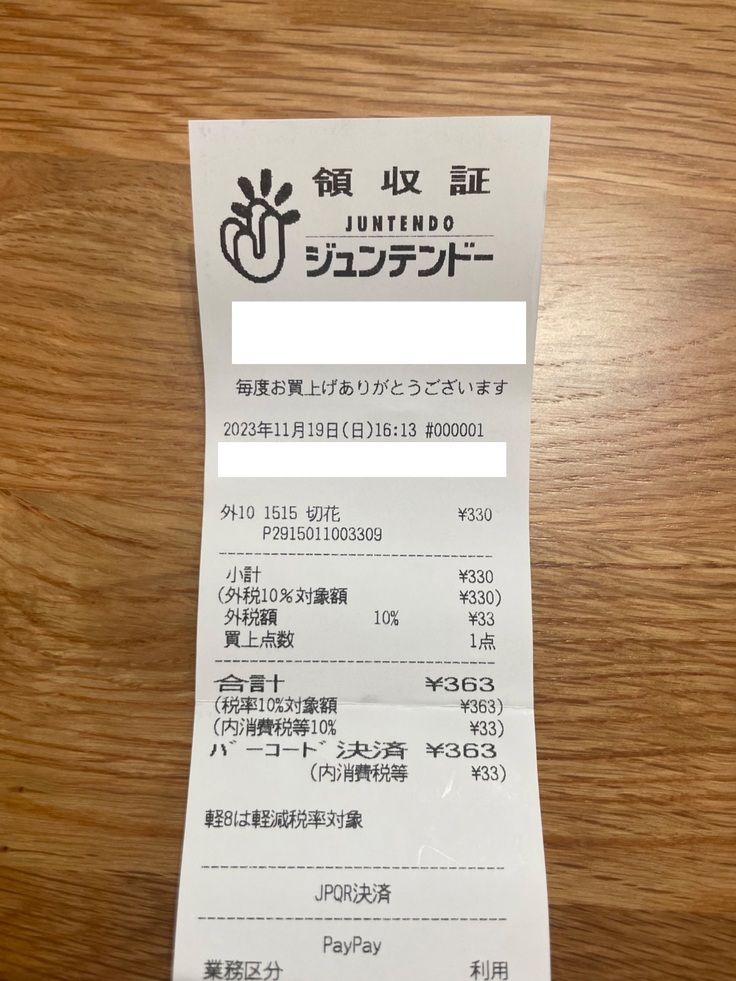 領収証
JUNTENDO
ジュンテンドー
毎度お買上げありがとうございます
2023年11月19日(日)16:13 #000001
外10 1515 切花 ¥330
P2915011003309
小計 ¥330
(外税10%対象額 ¥330)
外税額 10% ¥33
買上点数 1点
合計 ¥363
(税率10%対象額 ¥363)
(内消費税等10% ¥33)
バーコード決済 ¥363
(内消費税等 ¥33)
軽8は軽減税率対象
JPQR決済
PayPay
業務区分 利用